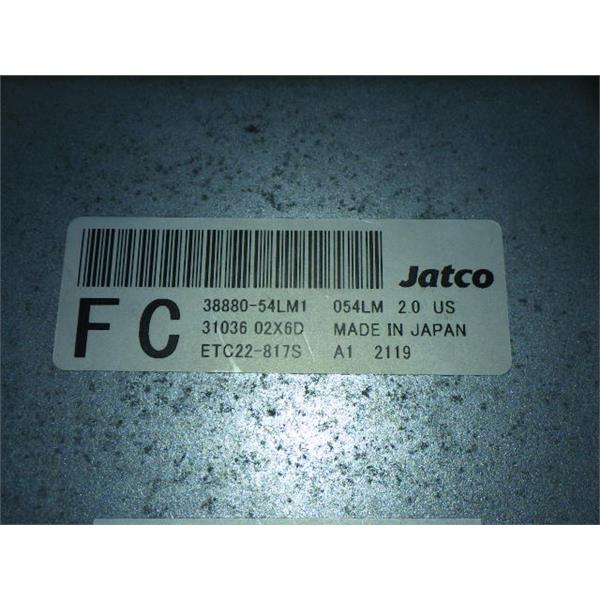 Jatco
FC
38880-54LM1 054LM 2.0 US
31036 02X6D MADE IN JAPAN
ETC22-817S A1 2119